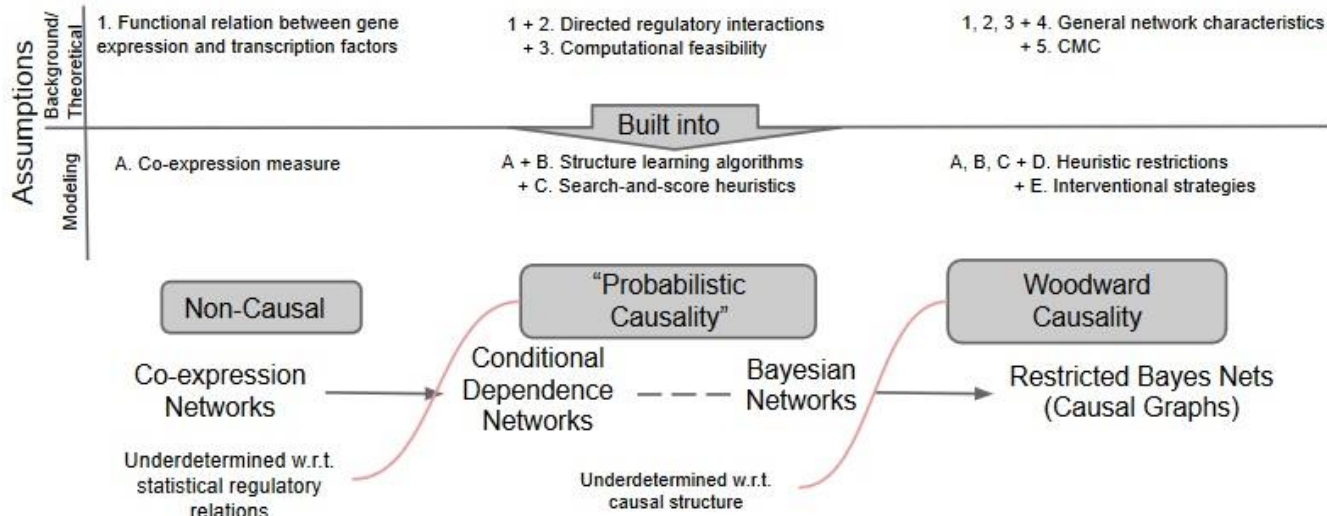 Assumptions
Background/
Theoretical
1. Functional relation between gene
expression and transcription factors
1 + 2. Directed regulatory interactions
+ 3. Computational feasibility
1, 2, 3 + 4. General network characteristics
+ 5. CMC
Built into
Modeling
A. Co-expression measure
A + B. Structure learning algorithms
+ C. Search-and-score heuristics
A, B, C + D. Heuristic restrictions
+ E. Interventional strategies
Non-Causal
“Probabilistic
Causality”
Woodward
Causality
Co-expression
Networks
Conditional
Dependence
Networks
Bayesian
Networks
Restricted Bayes Nets
(Causal Graphs)
Underdetermined w.r.t.
statistical regulatory
relations
Underdetermined w.r.t.
causal structure